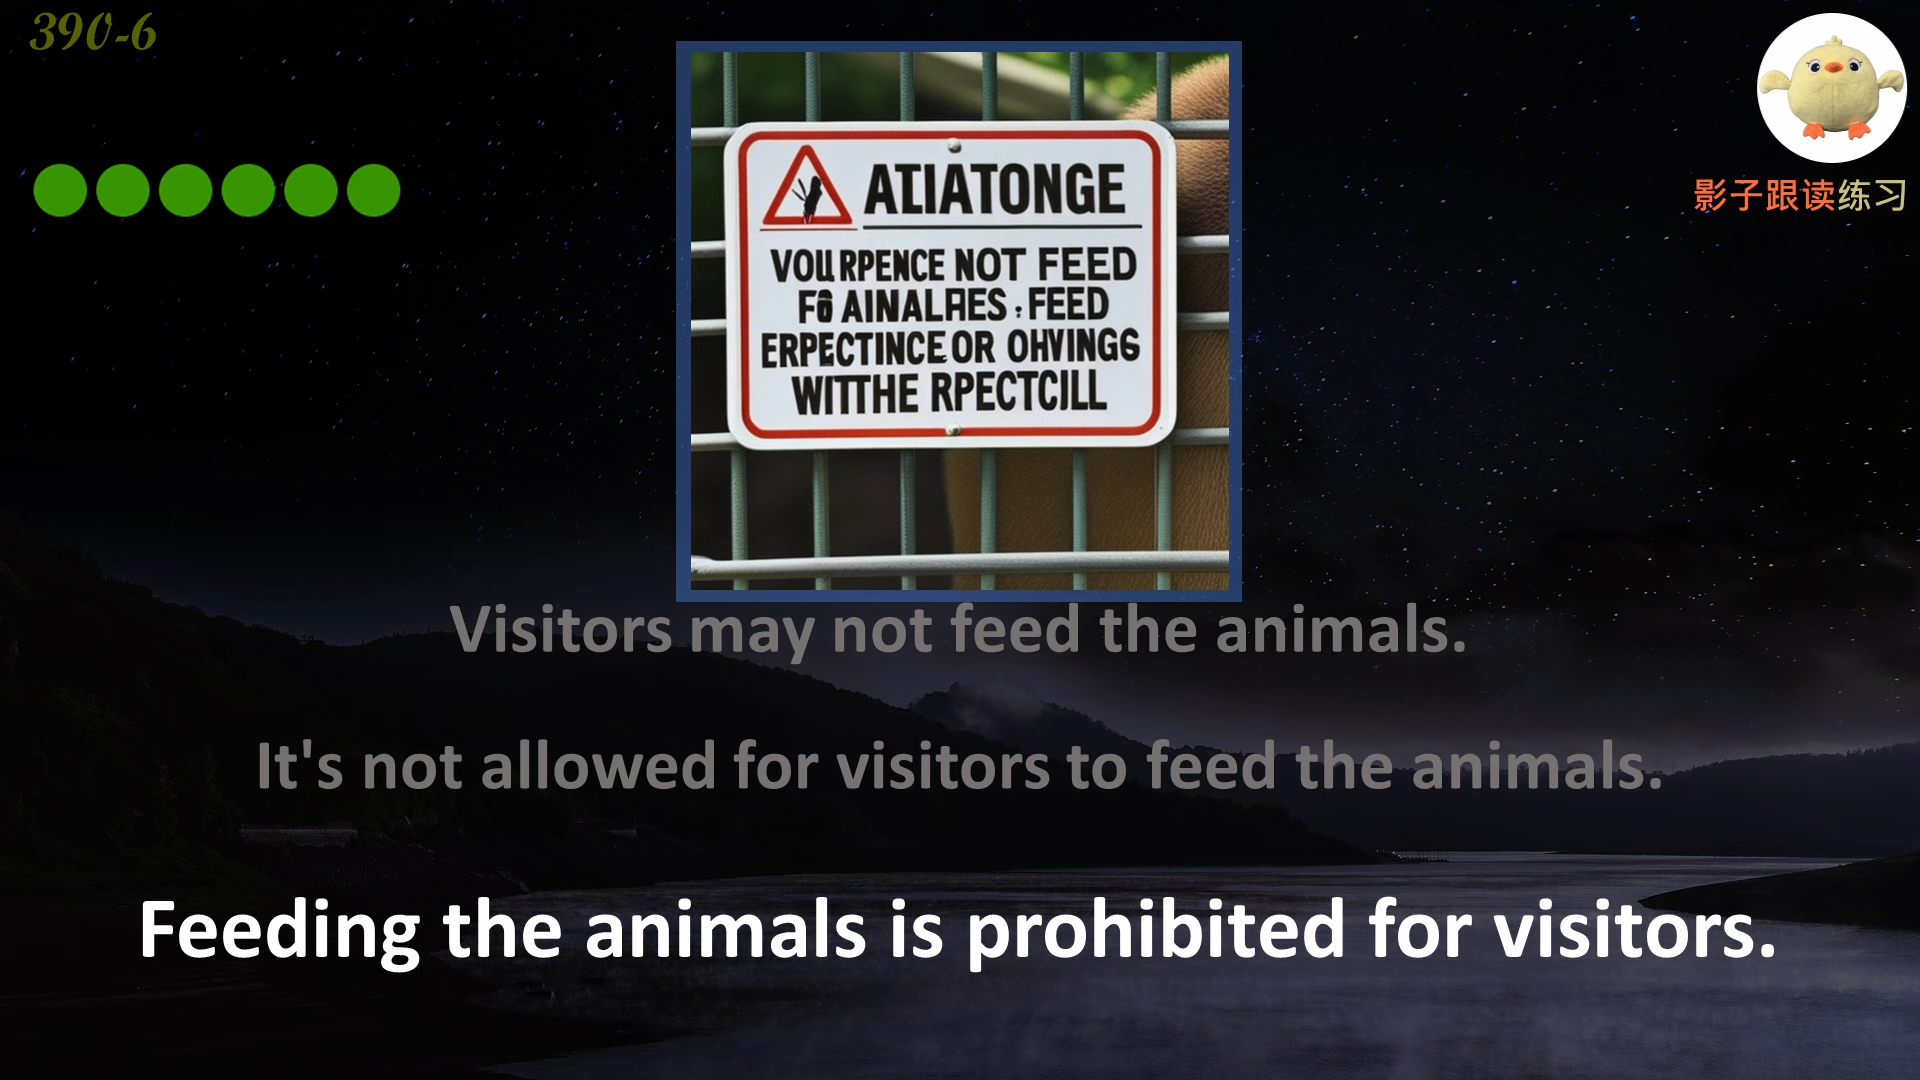 390-6
影子跟读练习
ATIATONGE
VOU RPENCE NOT FEED
FO AINALRES : FEED
ERPECTINCE OR OHVINGS
WITTHE RPECTCILL
Visitors may not feed the animals.
It's not allowed for visitors to feed the animals.
Feeding the animals is prohibited for visitors.